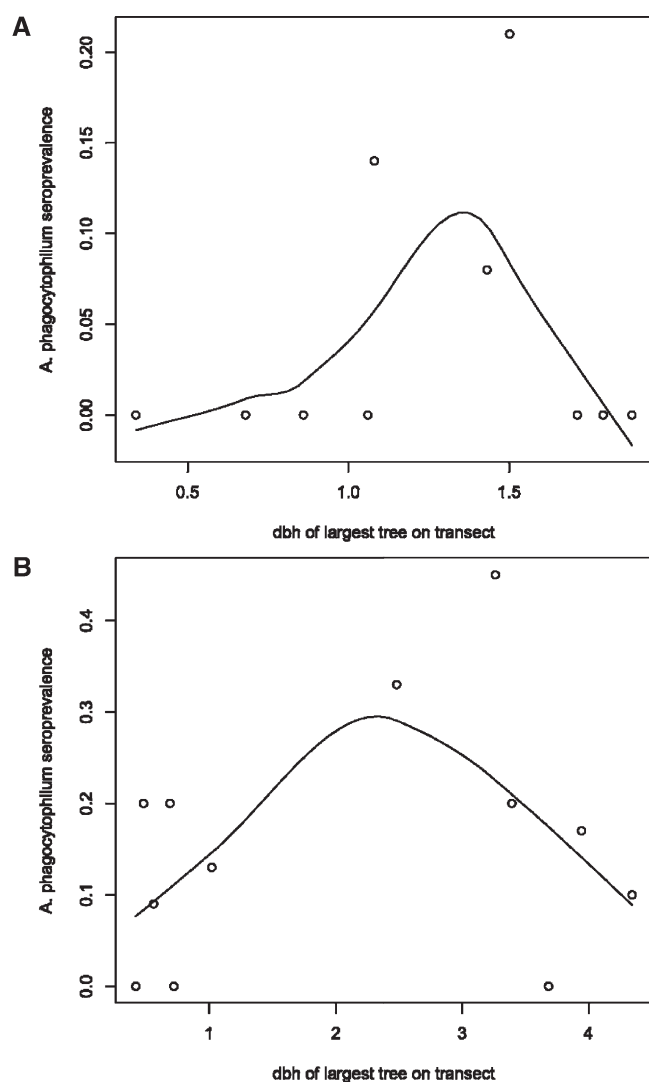 A
A. phagocytophilum seroprevalence
0.20
0.15
0.10
0.05
0.00
0.5 1.0 1.5
dbh of largest tree on transect
B
A. phagocytophilum seroprevalence
0.4
0.3
0.2
0.1
0.0
1 2 3 4
dbh of largest tree on transect